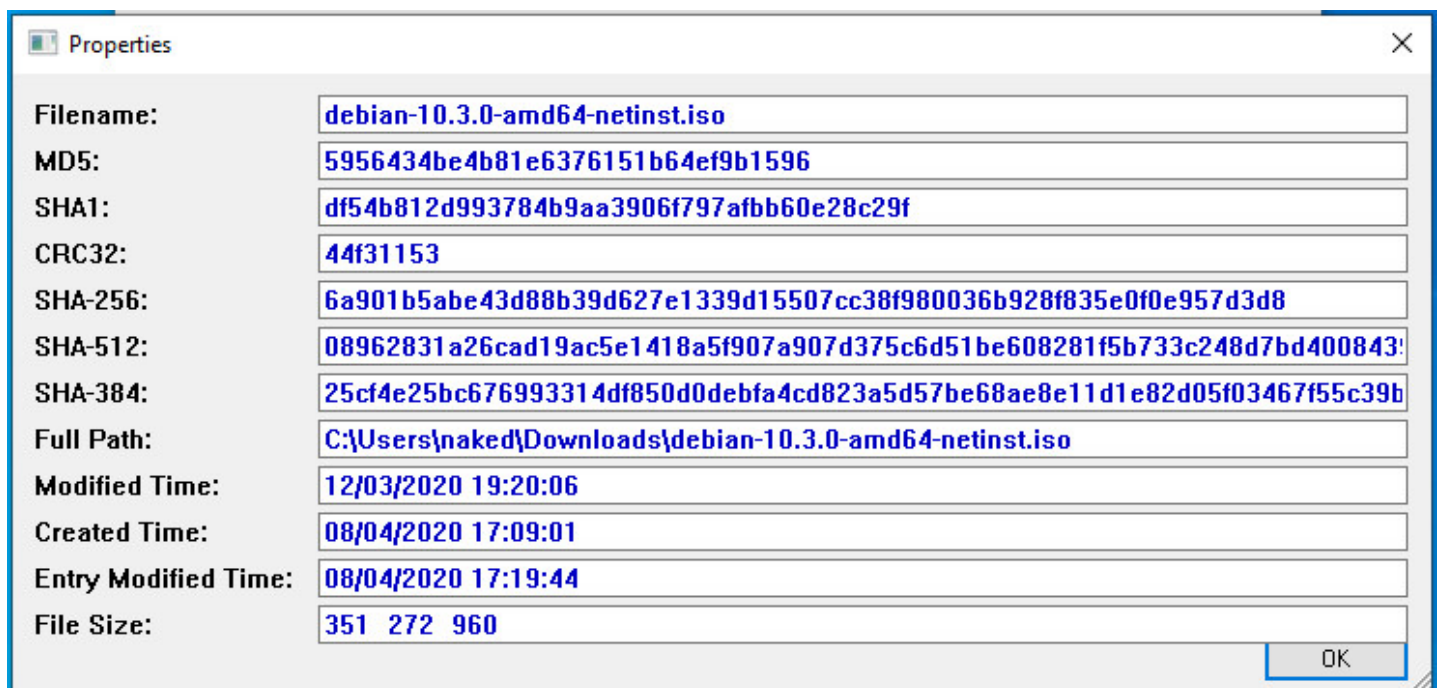 Properties
Filename: debian-10.3.0-amd64-netinst.iso
MD5: 5956434be4b81e6376151b64ef9b1596
SHA1: df54b812d993784b9aa3906f797afbb60e28c29f
CRC32: 44f31153
SHA-256: 6a901b5abe43d88b39d627e1339d15507cc38f980036b928f835e0f0e957d3d8
SHA-512: 08962831a26cad19ac5e1418a5f907a907d375c6d51be608281f5b733c248d7bd400843
SHA-384: 25cf4e25bc676993314df850d0debfa4cd823a5d57be68ae8e11d1e82d05f03467f55c39b
Full Path: C:\Users\naked\Downloads\debian-10.3.0-amd64-netinst.iso
Modified Time: 12/03/2020 19:20:06
Created Time: 08/04/2020 17:09:01
Entry Modified Time: 08/04/2020 17:19:44
File Size: 351 272 960
OK